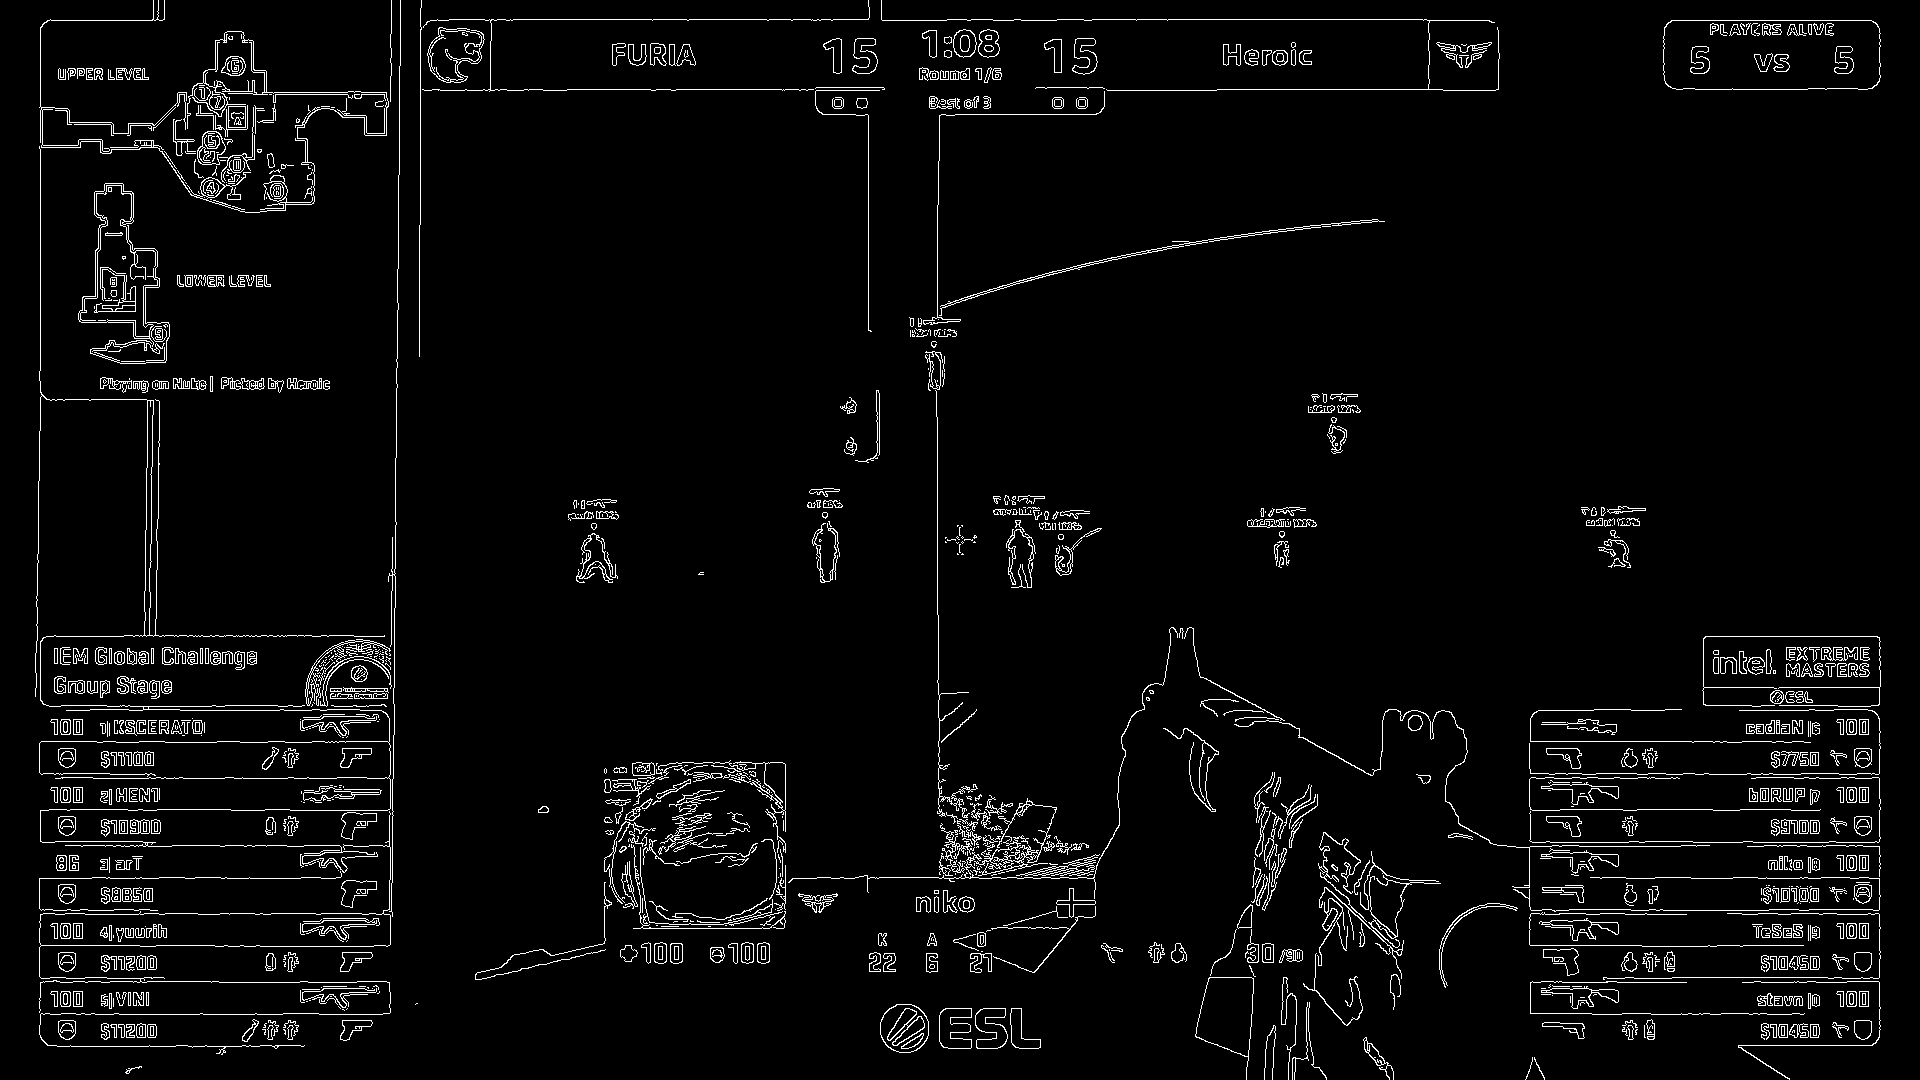 UPPER LEVEL
LOWER LEVEL
Playing on Nuke | Picked by Heroic
FURIA 15 1:08 15 Heroic
Round 1/6
Best of 3
PLAYERS ALIVE
5 VS 5
IEM Global Challenge
Group Stage
100 1| KSCERATO
$11100
100 2| HEN1
$10900
86 3| arT
$8850
100 4| yuurih
$11200
100 5| VINI
$11200
niko
100 100
K A D
22 6 21
30 /90
ESL
intel. EXTREME MASTERS
ESL
cadiaN |6 100
$7750
b0RUP |7 100
$9100
niko |8 100
$10100
TeSeS |9 100
$10450
stavn |0 100
$10450